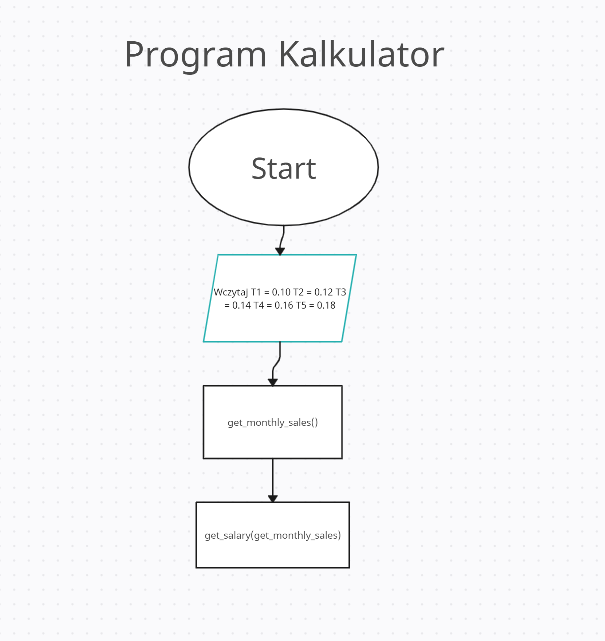 Program Kalkulator
Start
Wczytaj T1 = 0.10 T2 = 0.12 T3
= 0.14 T4 = 0.16 T5 = 0.18
get_monthly_sales()
get_salary(get_monthly_sales)